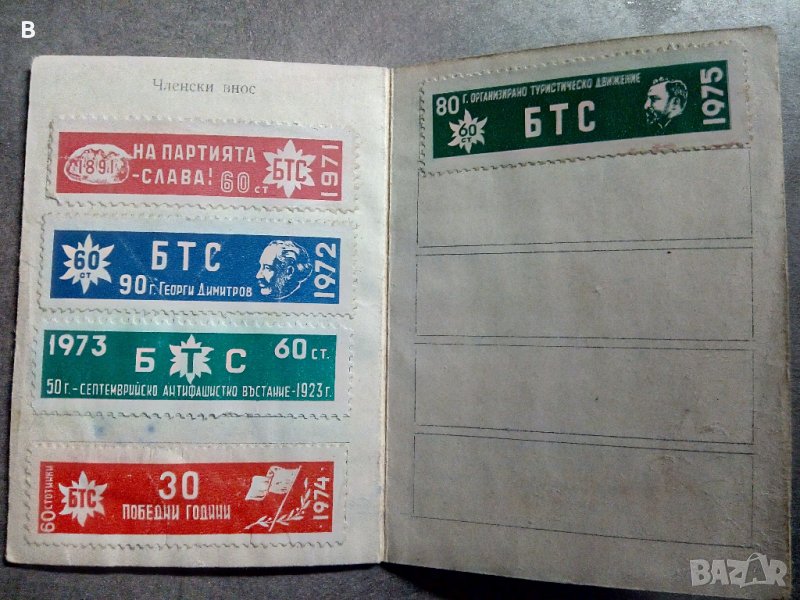 B
Членски внос
1891
НА ПАРТИЯТА
-СЛАВА! 60 СТ
БТС
1971
60 СТ
БТС
90 Г. ГЕОРГИ ДИМИТРОВ
1972
1973 БТС 60 СТ.
50 Г.-СЕПТЕМВРИЙСКО АНТИФАШИСТКО ВЪСТАНИЕ-1923 Г.
60 СТОТИНКИ
БТС
30
ПОБЕДНИ ГОДИНИ
1974
80 Г. ОРГАНИЗИРАНО ТУРИСТИЧЕСКО ДВИЖЕНИЕ
60 СТ
БТС
1975
BAZAR